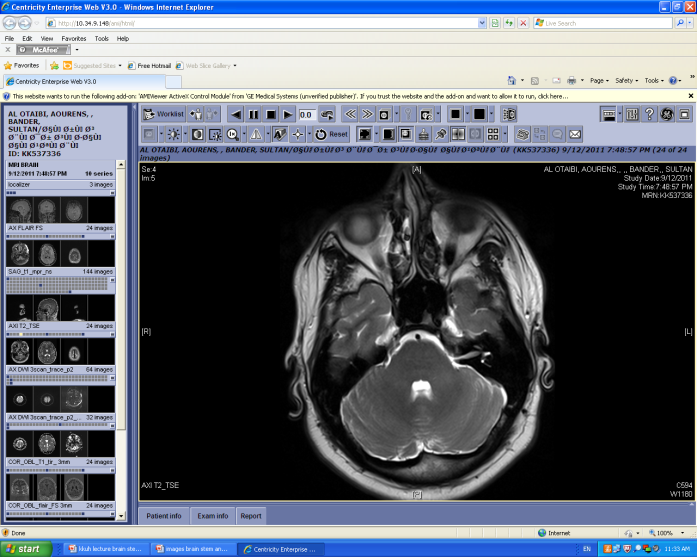 Centricity Enterprise Web V3.0 - Windows Internet Explorer
http://10.34.9.148/ami/html/
Live Search
File Edit View Favorites Tools Help
x McAfee
Favorites Suggested Sites Free Hotmail Web Slice Gallery
Centricity Enterprise Web V3.0
Page Safety Tools
This website wants to run the following add-on: 'AMIViewer ActiveX Control Module' from 'GE Medical Systems (unverified publisher)'. If you trust the website and the add-on and want to allow it to run, click here...
AL OTAIBI, AOURENS, ,
BANDER,
ID: KK537336
MRI BRAIN
9/12/2011 7:48:57 PM 10 series
localizer 3 images
AX FLAIR FS 24 images
SAG_t1_mpr_ns 144 images
AXI T2_TSE 24 images
AX DWI 3scan_trace_p2 64 images
AX DWI 3scan_trace_p2_... 32 images
COR_OBL_T1_tir_ 3mm 24 images
COR_OBL_tfair_FS 3mm 24 images
Worklist
0.0
Reset
AL OTAIBI, AOURENS, , BANDER, (KK537336) 9/12/2011 7:48:57 PM (24 of 24
images)
Se:4
Im:5
[A]
AL OTAIBI, AOURENS,, ,, BANDER,, SULTAN
Study Date:9/12/2011
Study Time:7:48:57 PM
MRN:KK537336
[R]
[L]
AXI T2_TSE
C594
W1180
Patient info Exam info Report
Done
Internet
100%
start
kkuh lecture brain ste...
images brain stem an...
Centricity Enterprise ...
EN
11:33 AM